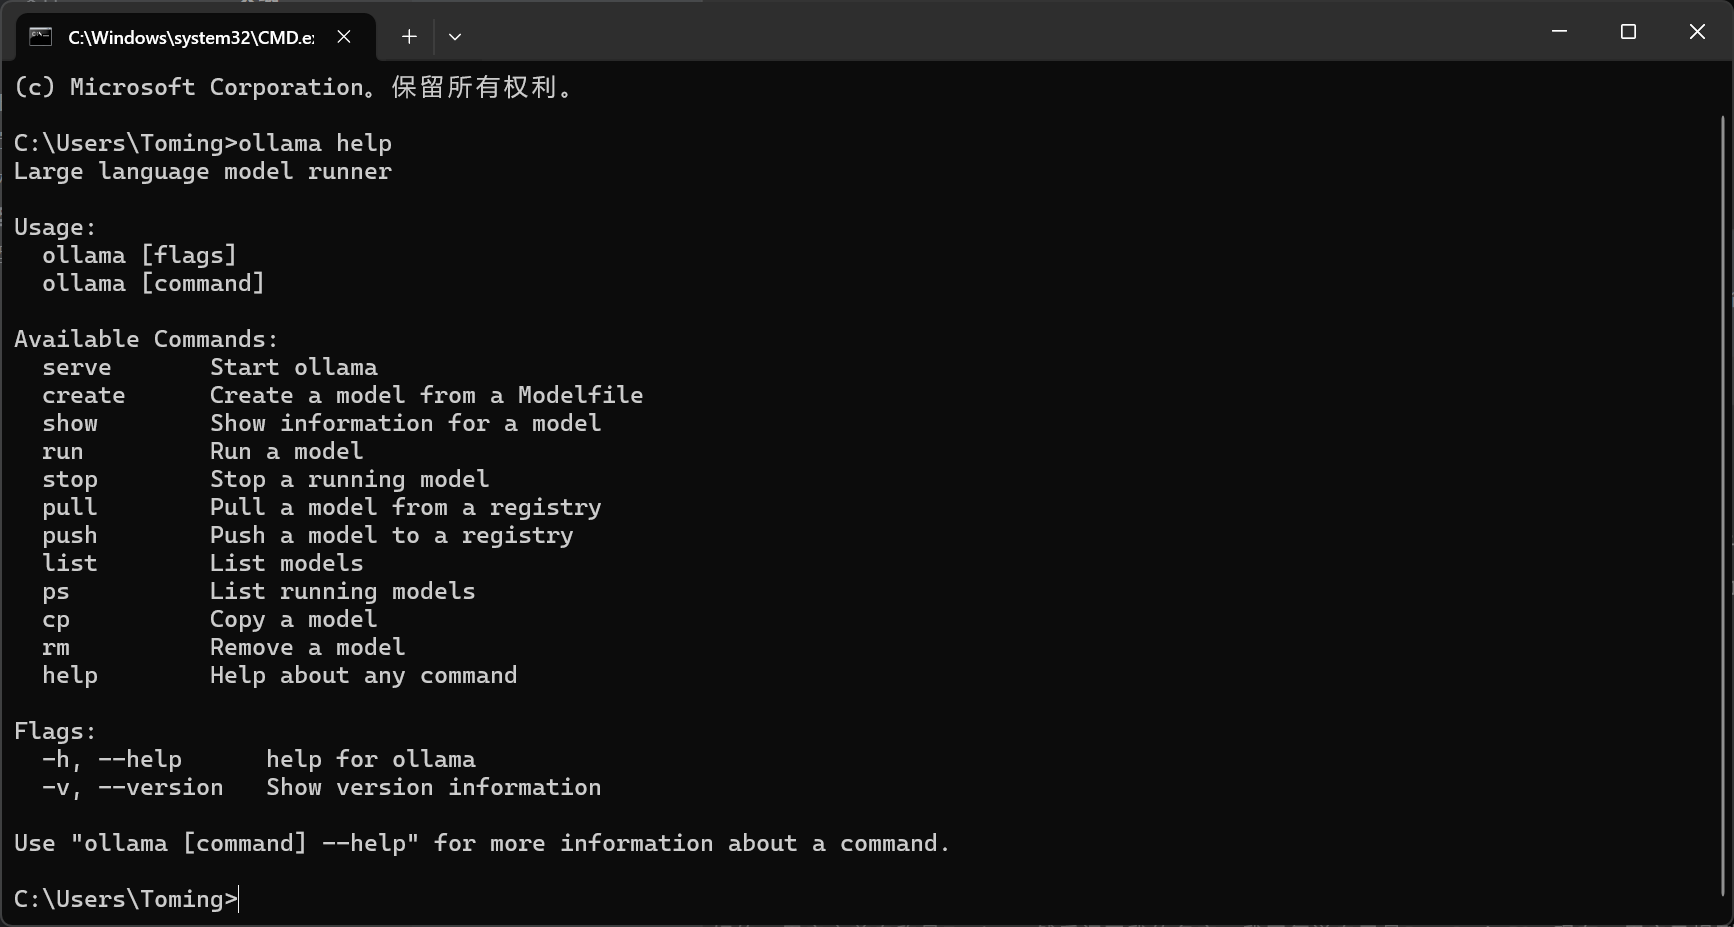 C:\Windows\system32\CMD.e
(c) Microsoft Corporation。保留所有权利。
C:\Users\Toming>ollama help
Large language model runner
Usage:
ollama [flags]
ollama [command]
Available Commands:
serve Start ollama
create Create a model from a Modelfile
show Show information for a model
run Run a model
stop Stop a running model
pull Pull a model from a registry
push Push a model to a registry
list List models
ps List running models
cp Copy a model
rm Remove a model
help Help about any command
Flags:
-h, --help help for ollama
-v, --version Show version information
Use "ollama [command] --help" for more information about a command.
C:\Users\Toming>